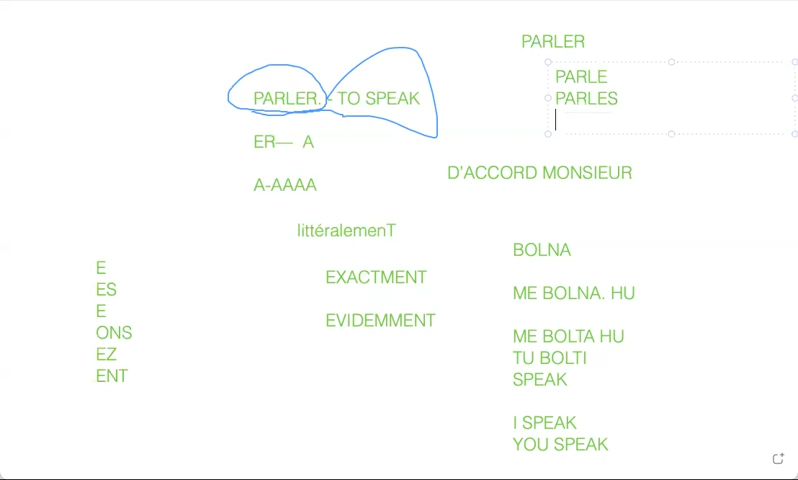 PARLER
PARLE
PARLES
PARLER. - TO SPEAK
ER— A
A-AAAA
D'ACCORD MONSIEUR
littéralemenT
EXACTMENT
EVIDEMMENT
E
ES
E
ONS
EZ
ENT
BOLNA
ME BOLNA. HU
ME BOLTA HU
TU BOLTI
SPEAK
I SPEAK
YOU SPEAK